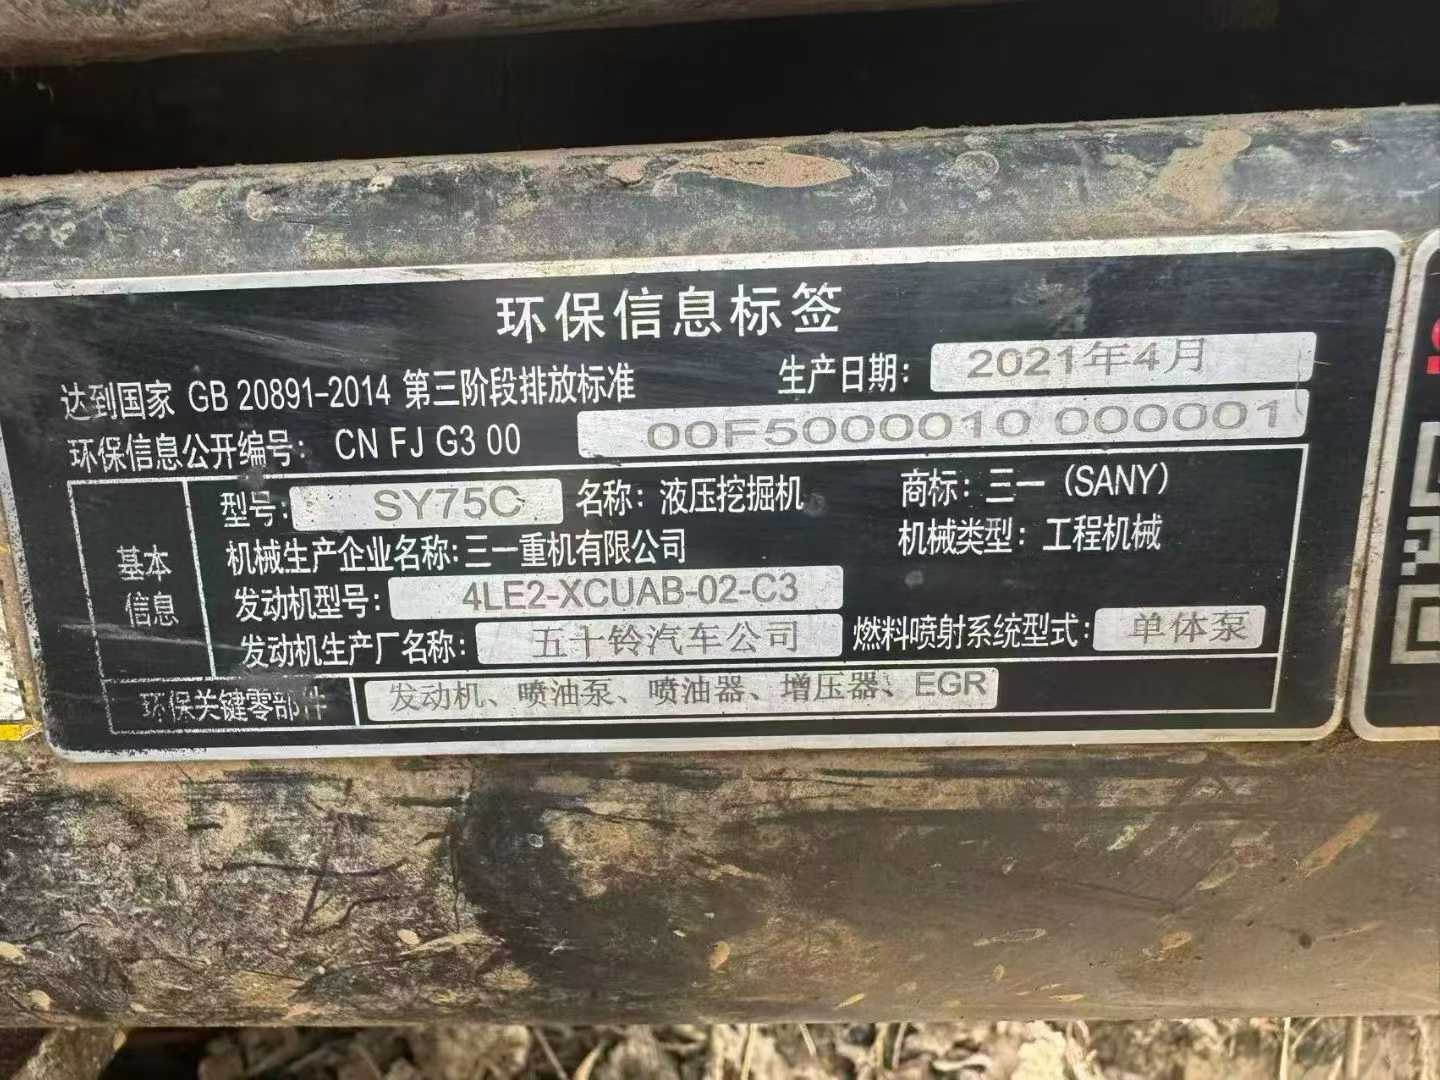 环保信息标签
达到国家 GB 20891-2014 第三阶段排放标准 生产日期: 2021年4月
环保信息公开编号: CN FJ G3 00 00F5000010 000001
基本信息
型号: SY75C 名称: 液压挖掘机 商标: 三一 (SANY)
机械生产企业名称: 三一重机有限公司 机械类型: 工程机械
发动机型号: 4LE2-XCUAB-02-C3
发动机生产厂名称: 五十铃汽车公司 燃料喷射系统型式: 单体泵
环保关键零部件 发动机、喷油泵、喷油器、增压器、EGR